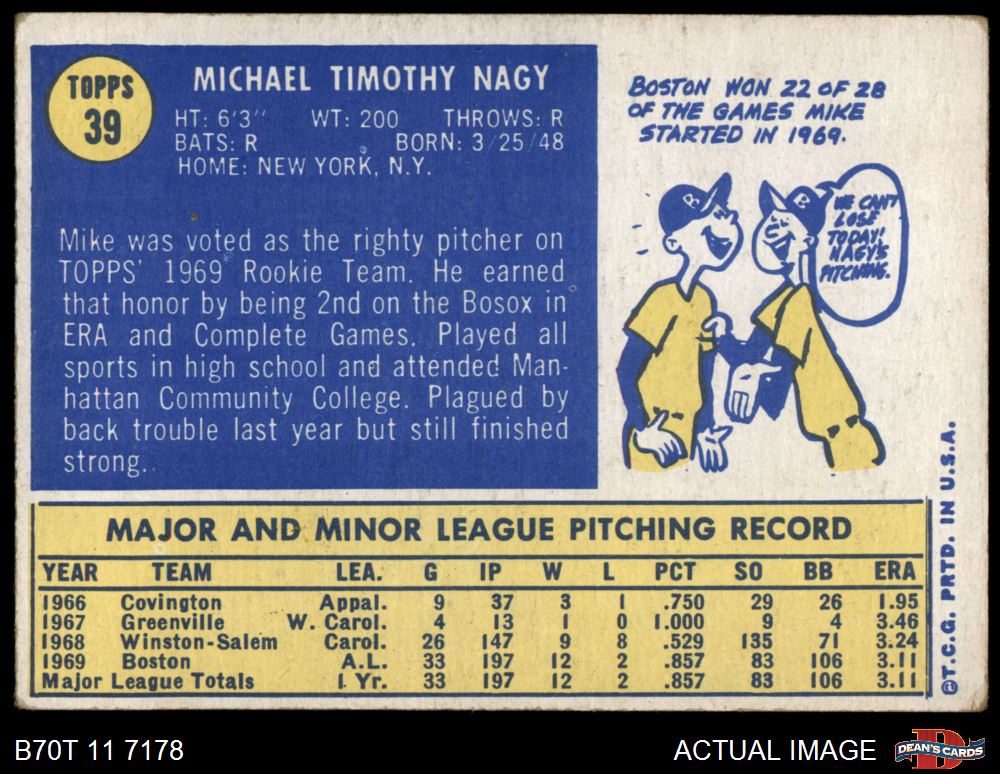 TOPPS
39
MICHAEL TIMOTHY NAGY
HT: 6'3" WT: 200 THROWS: R
BATS: R BORN: 3/25/48
HOME: NEW YORK, N.Y.
Mike was voted as the righty pitcher on
TOPPS' 1969 Rookie Team. He earned
that honor by being 2nd on the Bosox in
ERA and Complete Games. Played all
sports in high school and attended Man-
hattan Community College. Plagued by
back trouble last year but still finished
strong.
BOSTON WON 22 OF 28
OF THE GAMES MIKE
STARTED IN 1969.
B
B
WE CAN'T
LOSE
TODAY!
NAGY'S
PITCHING.
MAJOR AND MINOR LEAGUE PITCHING RECORD
YEAR TEAM LEA. G IP W L PCT SO BB ERA
1966 Covington Appal. 9 37 3 1 .750 29 26 1.95
1967 Greenville W. Carol. 4 13 1 0 1.000 9 4 3.46
1968 Winston-Salem Carol. 26 147 9 8 .529 135 71 3.24
1969 Boston A.L. 33 197 12 2 .857 83 106 3.11
Major League Totals 1 Yr. 33 197 12 2 .857 83 106 3.11
©T.C.G. PRTD. IN U.S.A.
B70T 11 7178
ACTUAL IMAGE
D
DEAN'S CARDS